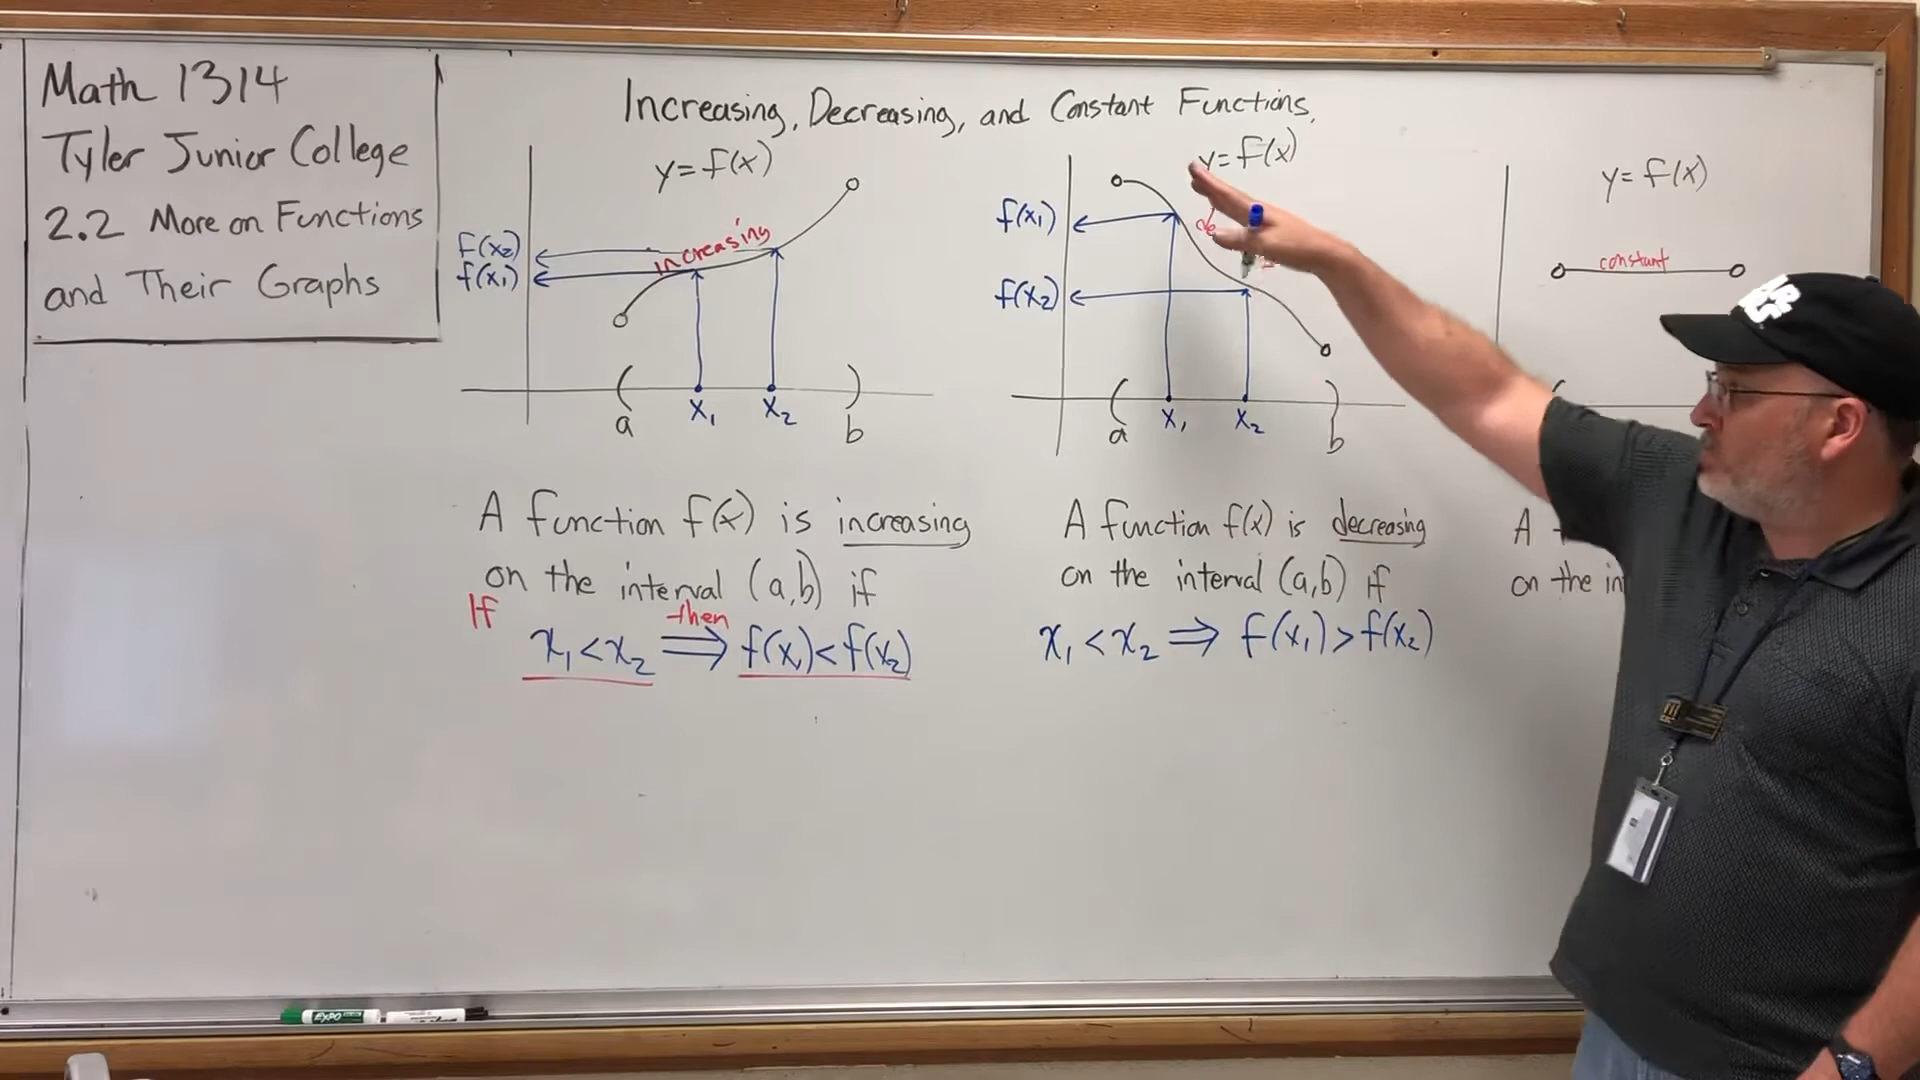 Math 1314
Tyler Junior College
2.2 More on Functions
and Their Graphs
Increasing, Decreasing, and Constant Functions.
y = f(x)
increasing
f(x₂)
f(x₁)
a
x₁
x₂
b
A function f(x) is increasing
on the interval (a,b) if
If
then
x₁ < x₂ ⟹ f(x₁) < f(x₂)
y = f(x)
f(x₁)
f(x₂)
a
x₁
x₂
b
A function f(x) is decreasing
on the interval (a,b) if
x₁ < x₂ ⟹ f(x₁) > f(x₂)
y = f(x)
constant
A
on the in
EXPO